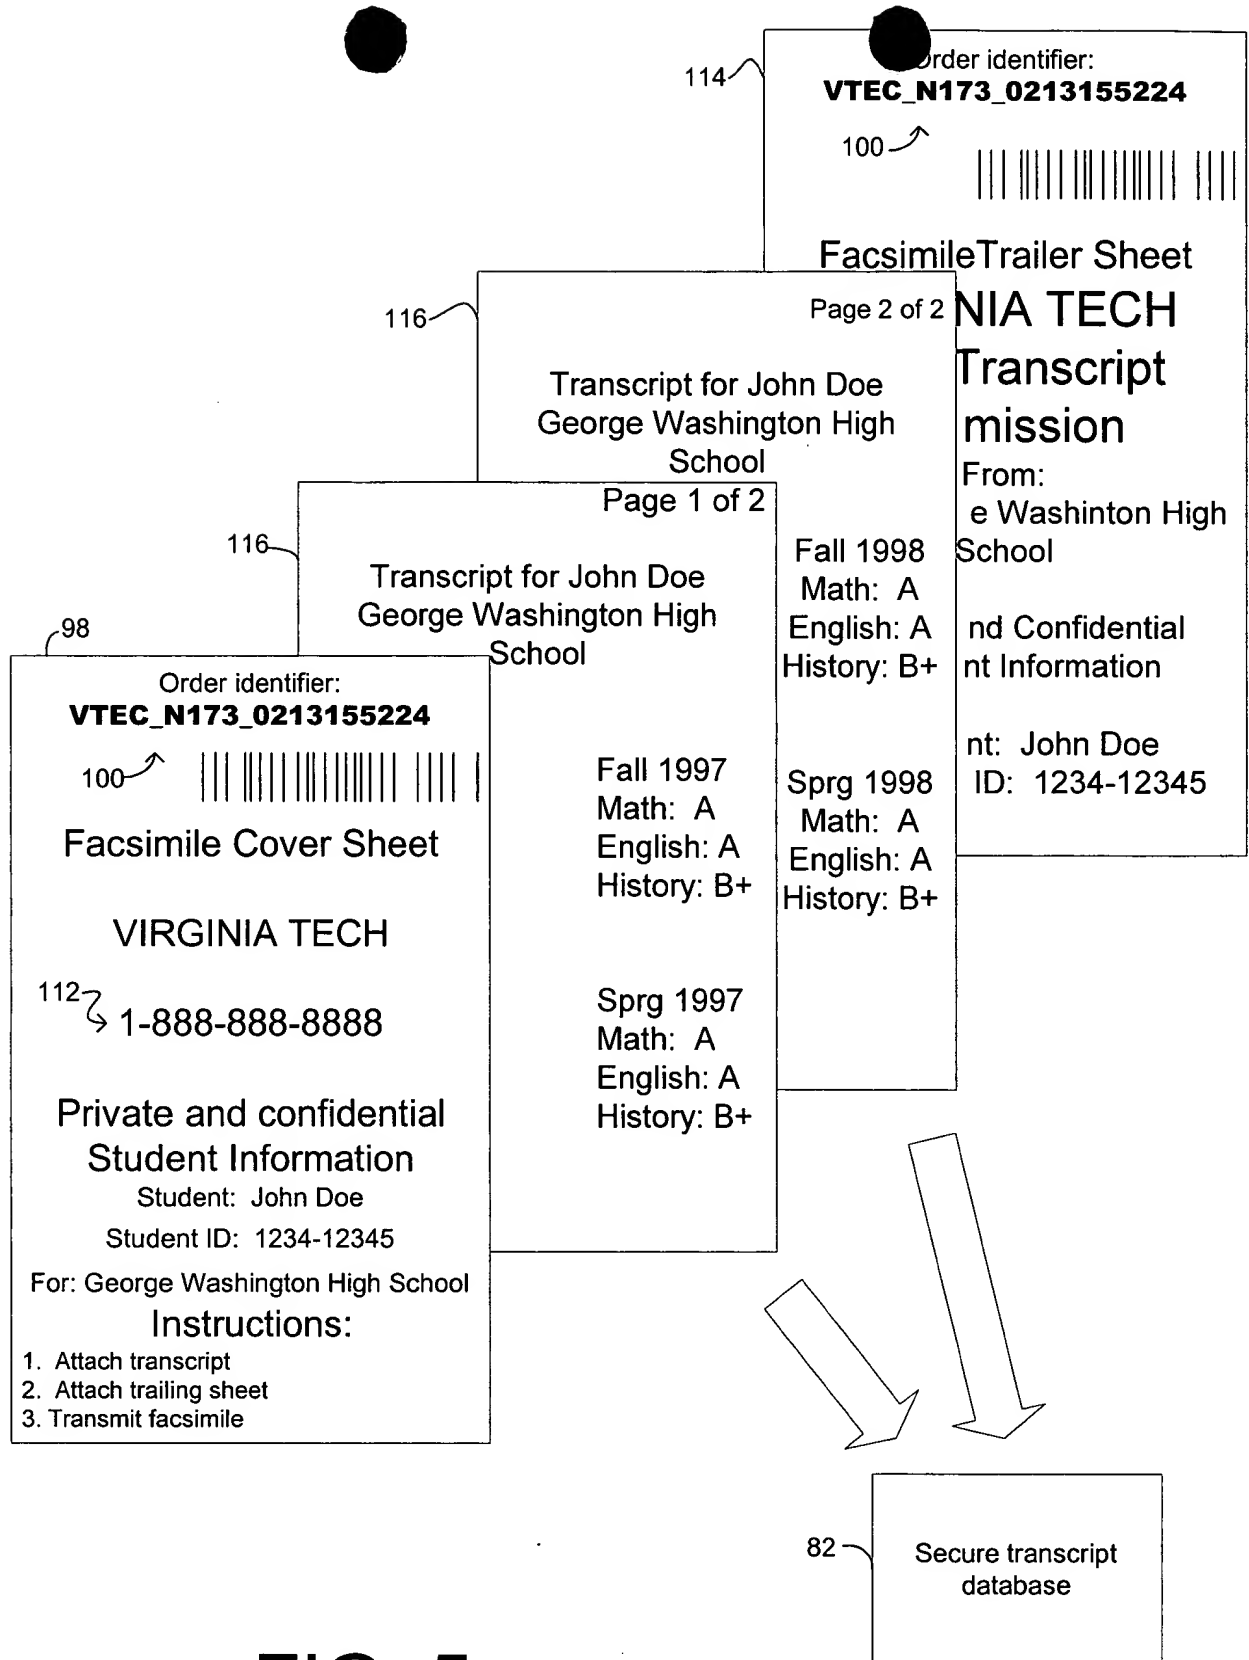 114
Order identifier:
VTEC_N173_0213155224
100
FacsimileTrailer Sheet
NIA TECH
Transcript
mission
From:
e Washinton High
School
nd Confidential
nt Information
nt: John Doe
ID: 1234-12345
116
Page 2 of 2
Transcript for John Doe
George Washington High
School
Fall 1998
Math: A
English: A
History: B+
Sprg 1998
Math: A
English: A
History: B+
116
Page 1 of 2
Transcript for John Doe
George Washington High
School
Fall 1997
Math: A
English: A
History: B+
Sprg 1997
Math: A
English: A
History: B+
98
Order identifier:
VTEC_N173_0213155224
100
Facsimile Cover Sheet
VIRGINIA TECH
112
1-888-888-8888
Private and confidential
Student Information
Student: John Doe
Student ID: 1234-12345
For: George Washington High School
Instructions:
1. Attach transcript
2. Attach trailing sheet
3. Transmit facsimile
82
Secure transcript
database